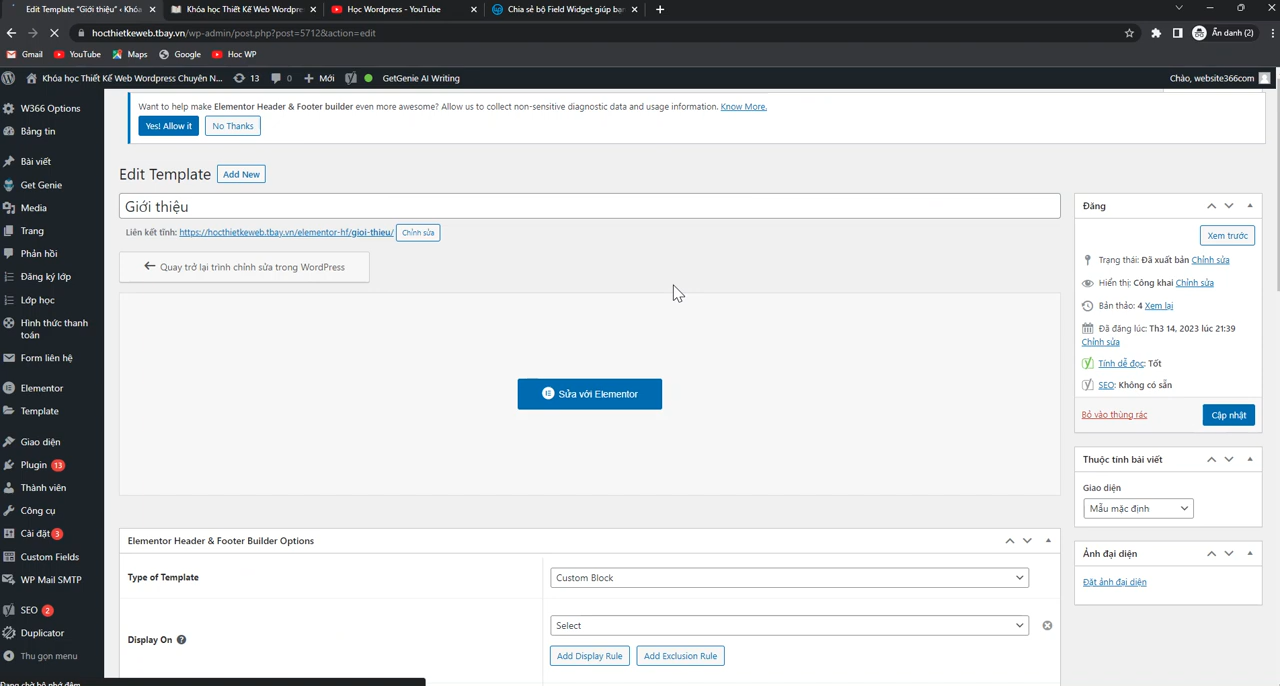 Edit Template "Giới thiệu" ‹ Khóa
Khóa học Thiết Kế Web Wordpre
Học Wordpress - YouTube
Chia sẻ bộ Field Widget giúp bạn
hocthietkeweb.tbay.vn/wp-admin/post.php?post=5712&action=edit
Ẩn danh (2)
Gmail
YouTube
Maps
Google
Hoc WP
Khóa học Thiết Kế Web Wordpress Chuyên N...
13
0
Mới
GetGenie AI Writing
Chào, website366com
W366 Options
Bảng tin
Bài viết
Get Genie
Media
Trang
Phản hồi
Đăng ký lớp
Lớp học
Hình thức thanh
toán
Form liên hệ
Elementor
Template
Giao diện
Plugin 13
Thành viên
Công cụ
Cài đặt 3
Custom Fields
WP Mail SMTP
SEO 2
Duplicator
Thu gọn menu
Đang chờ bộ nhớ đệm
Want to help make Elementor Header & Footer builder even more awesome? Allow us to collect non-sensitive diagnostic data and usage information. Know More.
Yes! Allow it
No Thanks
Edit Template
Add New
Giới thiệu
Liên kết tĩnh: https://hocthietkeweb.tbay.vn/elementor-hf/gioi-thieu/
Chỉnh sửa
Quay trở lại trình chỉnh sửa trong WordPress
Sửa với Elementor
Elementor Header & Footer Builder Options
Type of Template
Custom Block
Display On
Select
Add Display Rule
Add Exclusion Rule
Đăng
Xem trước
Trạng thái: Đã xuất bản Chỉnh sửa
Hiển thị: Công khai Chỉnh sửa
Bản thảo: 4 Xem lại
Đã đăng lúc: Th3 14, 2023 lúc 21:39
Chỉnh sửa
Tính dễ đọc: Tốt
SEO: Không có sẵn
Bỏ vào thùng rác
Cập nhật
Thuộc tính bài viết
Giao diện
Mẫu mặc định
Ảnh đại diện
Đặt ảnh đại diện